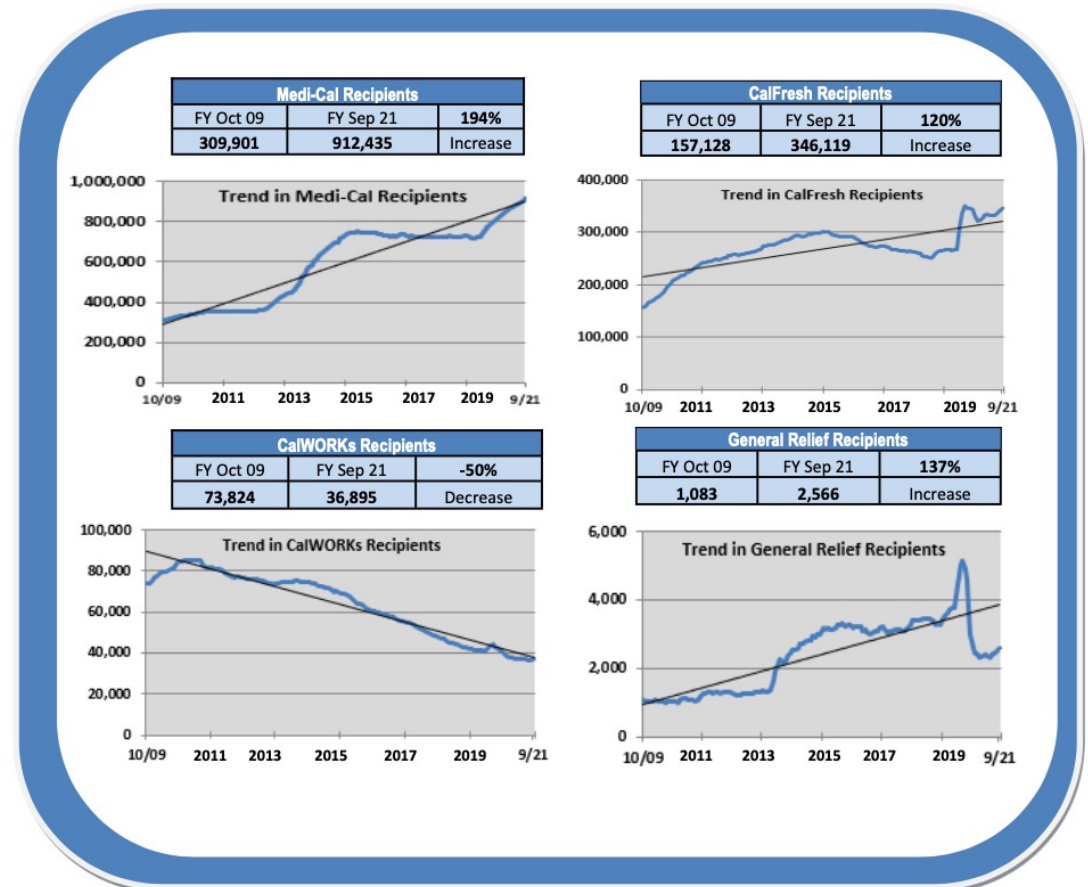 Medi-Cal Recipients
FY Oct 09 FY Sep 21 194%
309,901 912,435 Increase
Trend in Medi-Cal Recipients
1,000,000
800,000
600,000
400,000
200,000
0
10/09 2011 2013 2015 2017 2019 9/21
CalFresh Recipients
FY Oct 09 FY Sep 21 120%
157,128 346,119 Increase
Trend in CalFresh Recipients
400,000
300,000
200,000
100,000
0
10/09 2011 2013 2015 2017 2019 9/21
CalWORKs Recipients
FY Oct 09 FY Sep 21 -50%
73,824 36,895 Decrease
Trend in CalWORKs Recipients
100,000
80,000
60,000
40,000
20,000
0
10/09 2011 2013 2015 2017 2019 9/21
General Relief Recipients
FY Oct 09 FY Sep 21 137%
1,083 2,566 Increase
Trend in General Relief Recipients
6,000
4,000
2,000
0
10/09 2011 2013 2015 2017 2019 9/21